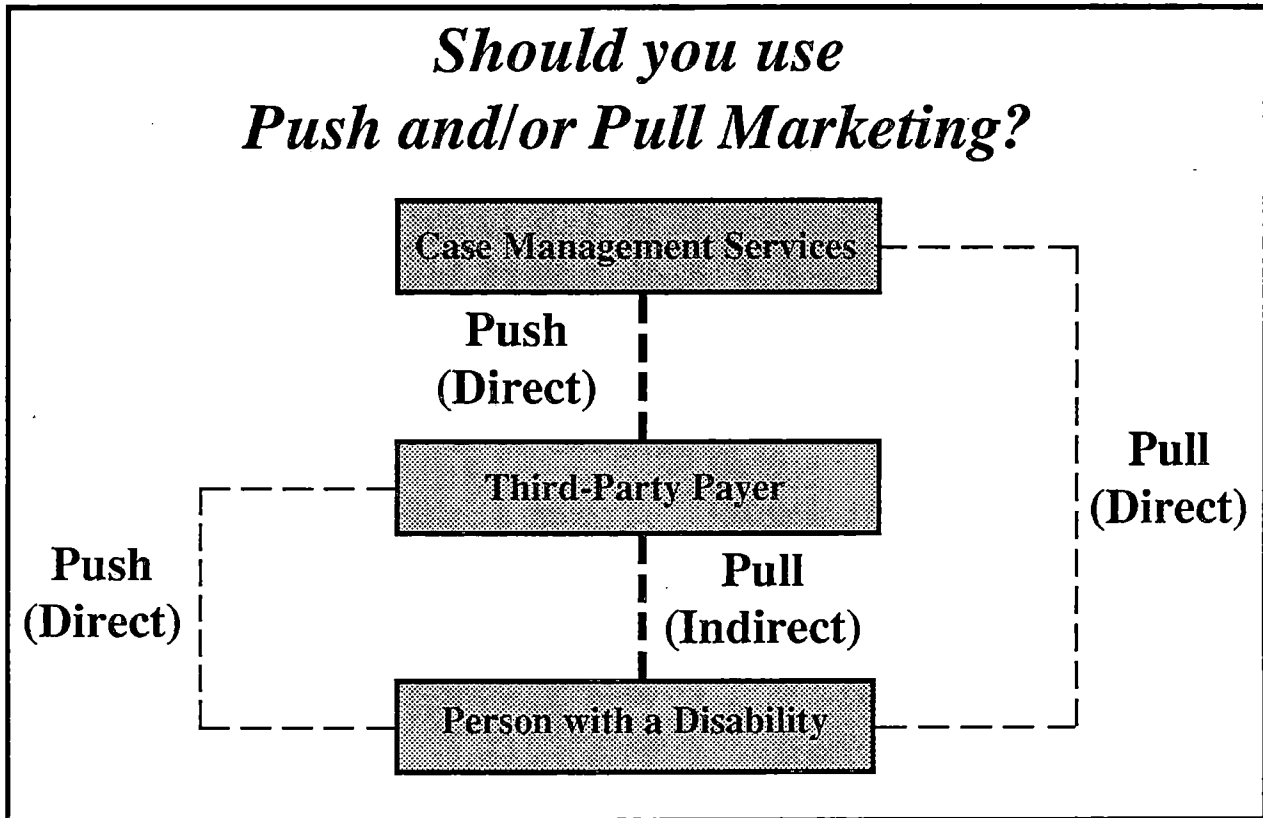 Should you use
Push and/or Pull Marketing?
Case Management Services
Push
(Direct)
Third-Party Payer
Pull
(Direct)
Push
(Direct)
Pull
(Indirect)
Person with a Disability